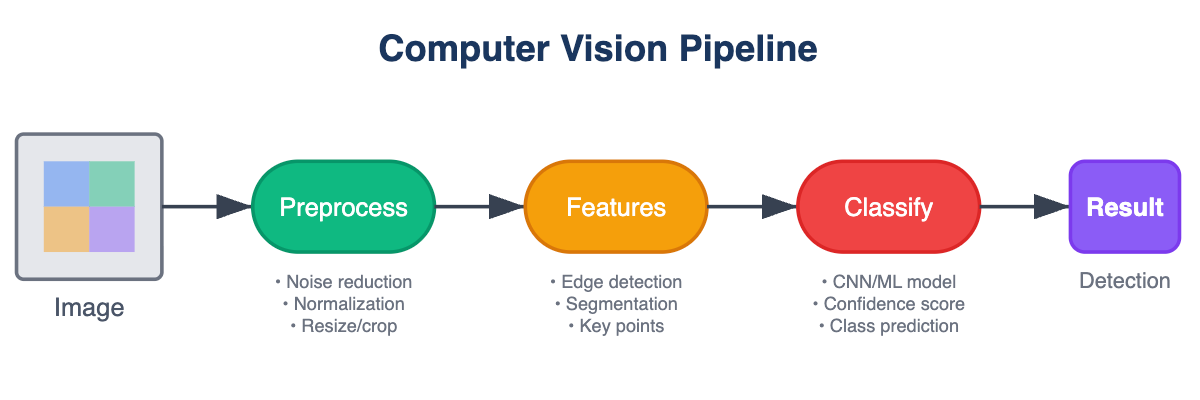 Computer Vision Pipeline
Preprocess
Features
Classify
Result
Image
• Noise reduction
• Normalization
• Resize/crop
• Edge detection
• Segmentation
• Key points
• CNN/ML model
• Confidence score
• Class prediction
Detection